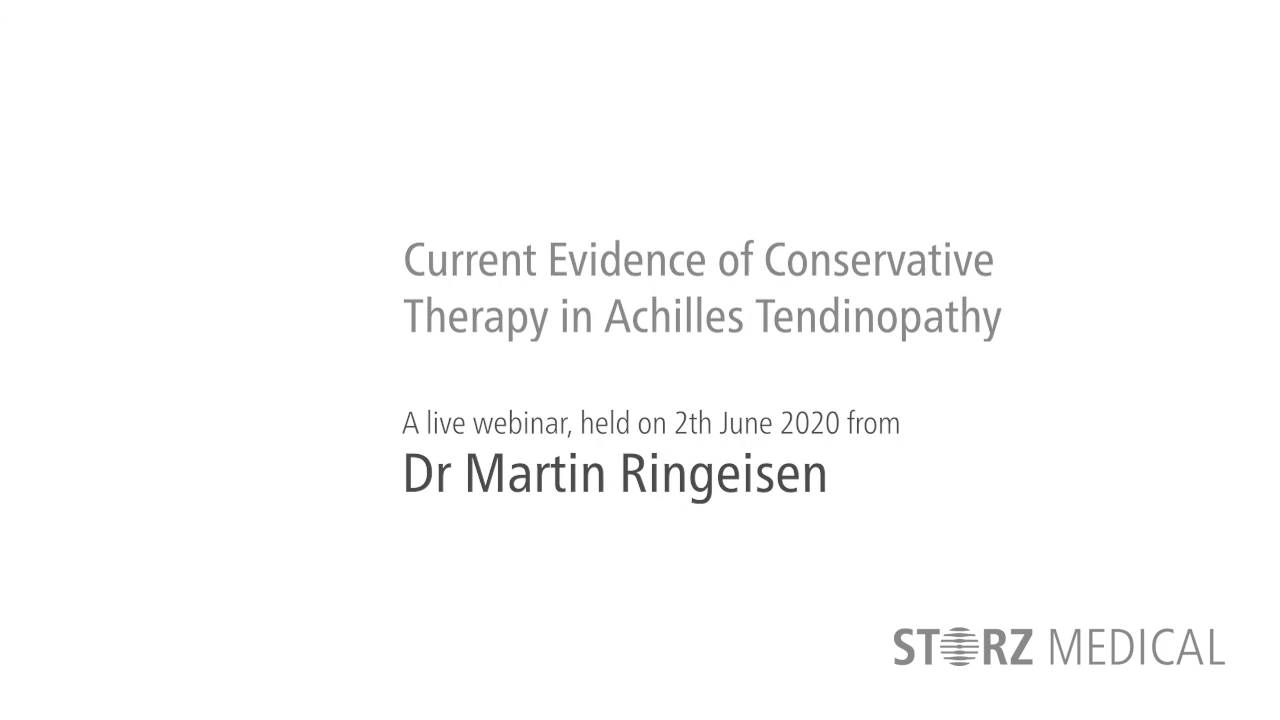 Current Evidence of Conservative
Therapy in Achilles Tendinopathy
A live webinar, held on 2th June 2020 from
Dr Martin Ringeisen
STORZ MEDICAL